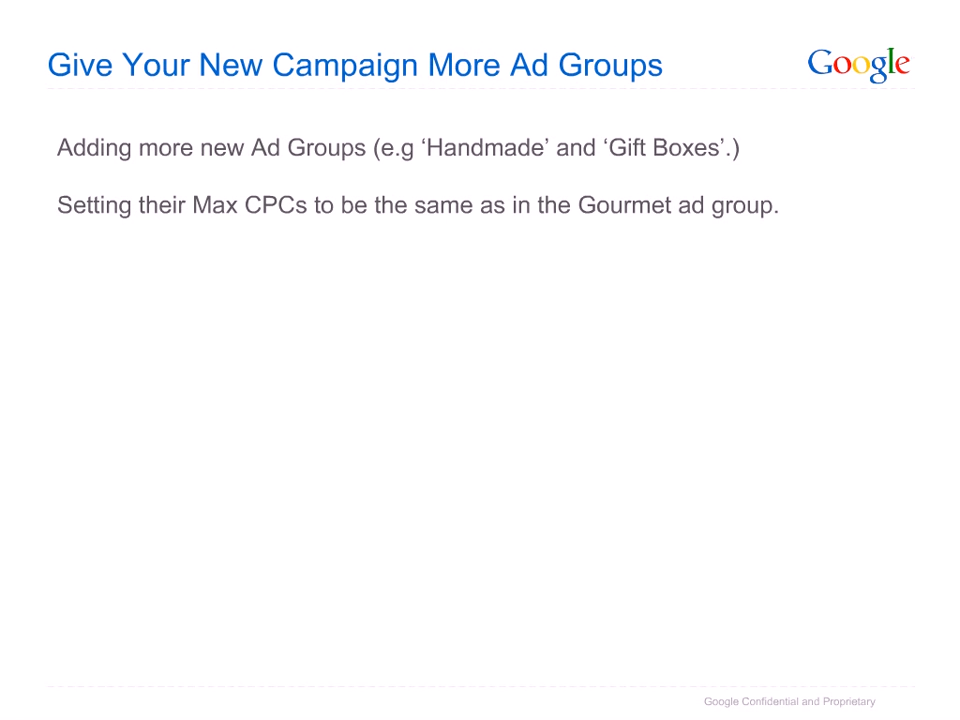 Give Your New Campaign More Ad Groups
Google
Adding more new Ad Groups (e.g ‘Handmade’ and ‘Gift Boxes’.)
Setting their Max CPCs to be the same as in the Gourmet ad group.
Google Confidential and Proprietary